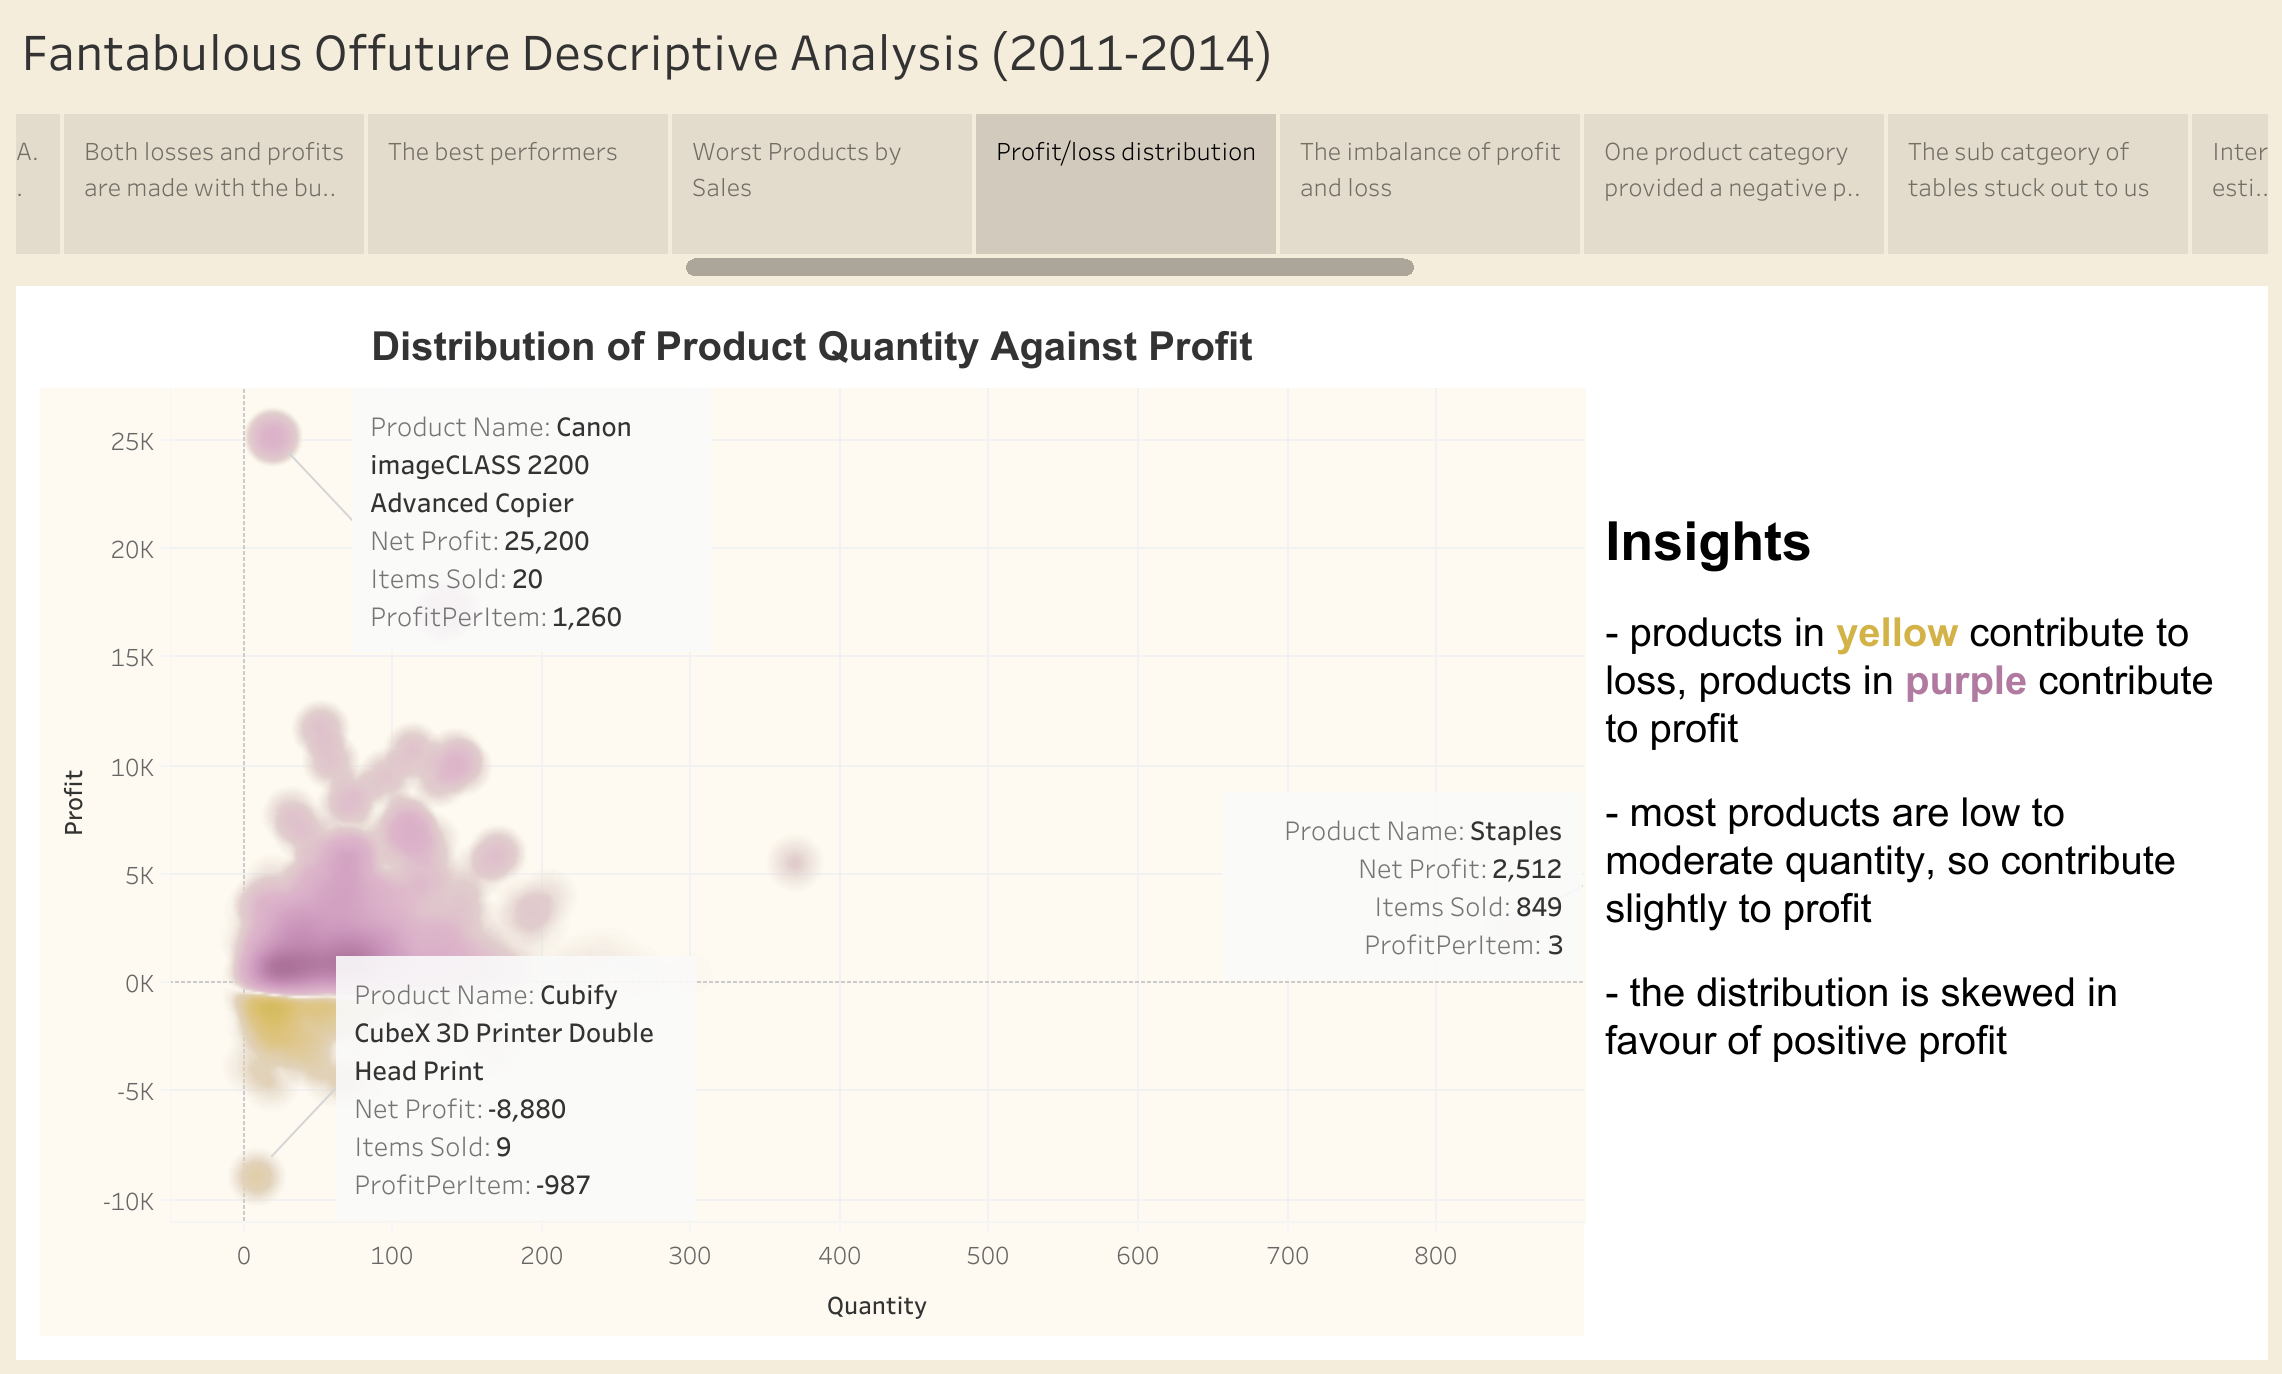 Fantabulous Offuture Descriptive Analysis (2011-2014)
A.
.
Both losses and profits
are made with the bu..
The best performers
Worst Products by
Sales
Profit/loss distribution
The imbalance of profit
and loss
One product category
provided a negative p..
The sub catgeory of
tables stuck out to us
Inter
esti..
Distribution of Product Quantity Against Profit
Profit
25K
20K
15K
10K
5K
0K
-5K
-10K
Product Name: Canon
imageCLASS 2200
Advanced Copier
Net Profit: 25,200
Items Sold: 20
ProfitPerItem: 1,260
Product Name: Staples
Net Profit: 2,512
Items Sold: 849
ProfitPerItem: 3
Product Name: Cubify
CubeX 3D Printer Double
Head Print
Net Profit: -8,880
Items Sold: 9
ProfitPerItem: -987
0 100 200 300 400 500 600 700 800
Quantity
Insights
- products in yellow contribute to
loss, products in purple contribute
to profit
- most products are low to
moderate quantity, so contribute
slightly to profit
- the distribution is skewed in
favour of positive profit